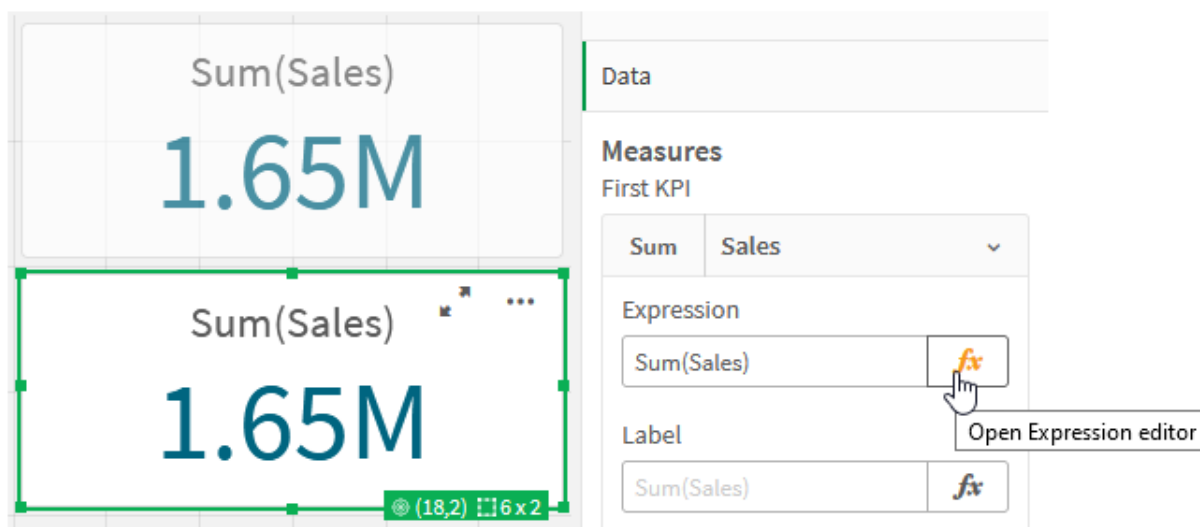 Sum(Sales)
1.65M
Sum(Sales)
1.65M
(18,2) 6 x 2
Data
Measures
First KPI
Sum Sales
Expression
Sum(Sales) fx
Open Expression editor
Label
Sum(Sales) fx